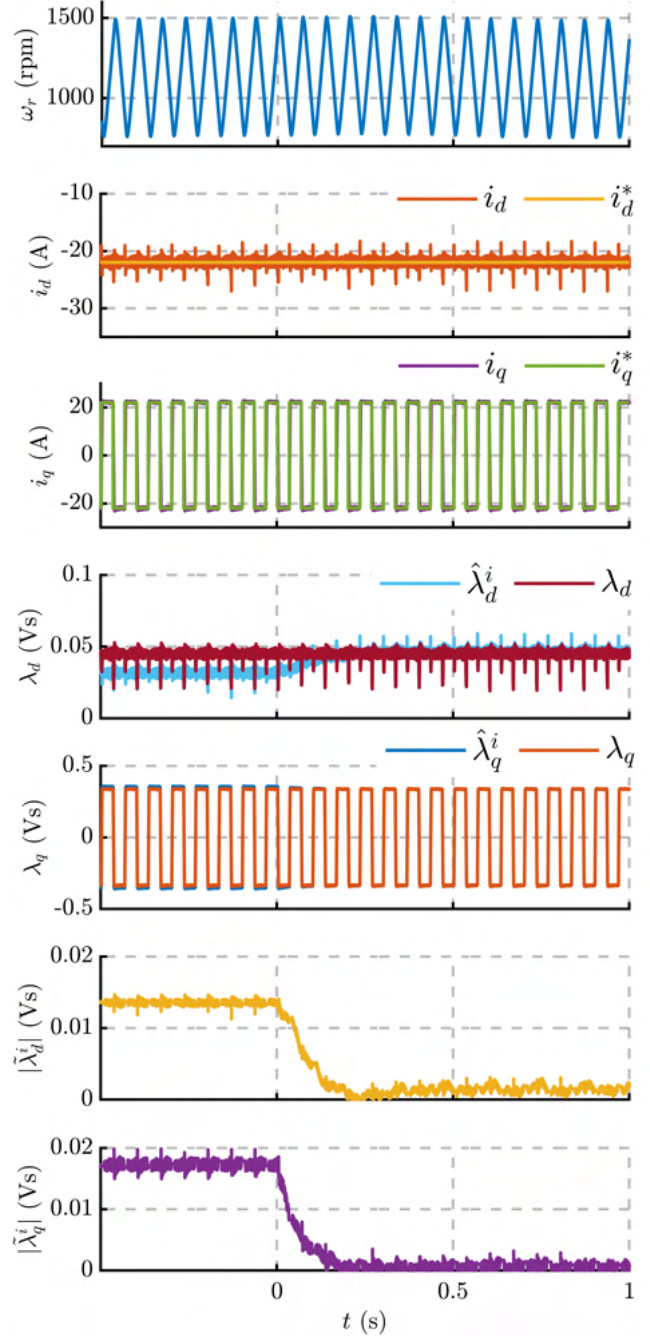 1500
1000
ω_r (rpm)
-10
-20
-30
i_d (A)
i_d i_d^*
20
0
-20
i_q (A)
i_q i_q^*
0.1
0.05
0
λ_d (Vs)
λ̂_d^i λ_d
0.5
0
-0.5
λ_q (Vs)
λ̂_q^i λ_q
0.02
0.01
0
|λ̃_d^i| (Vs)
0.02
0.01
0
|λ̃_q^i| (Vs)
0 0.5 1
t (s)